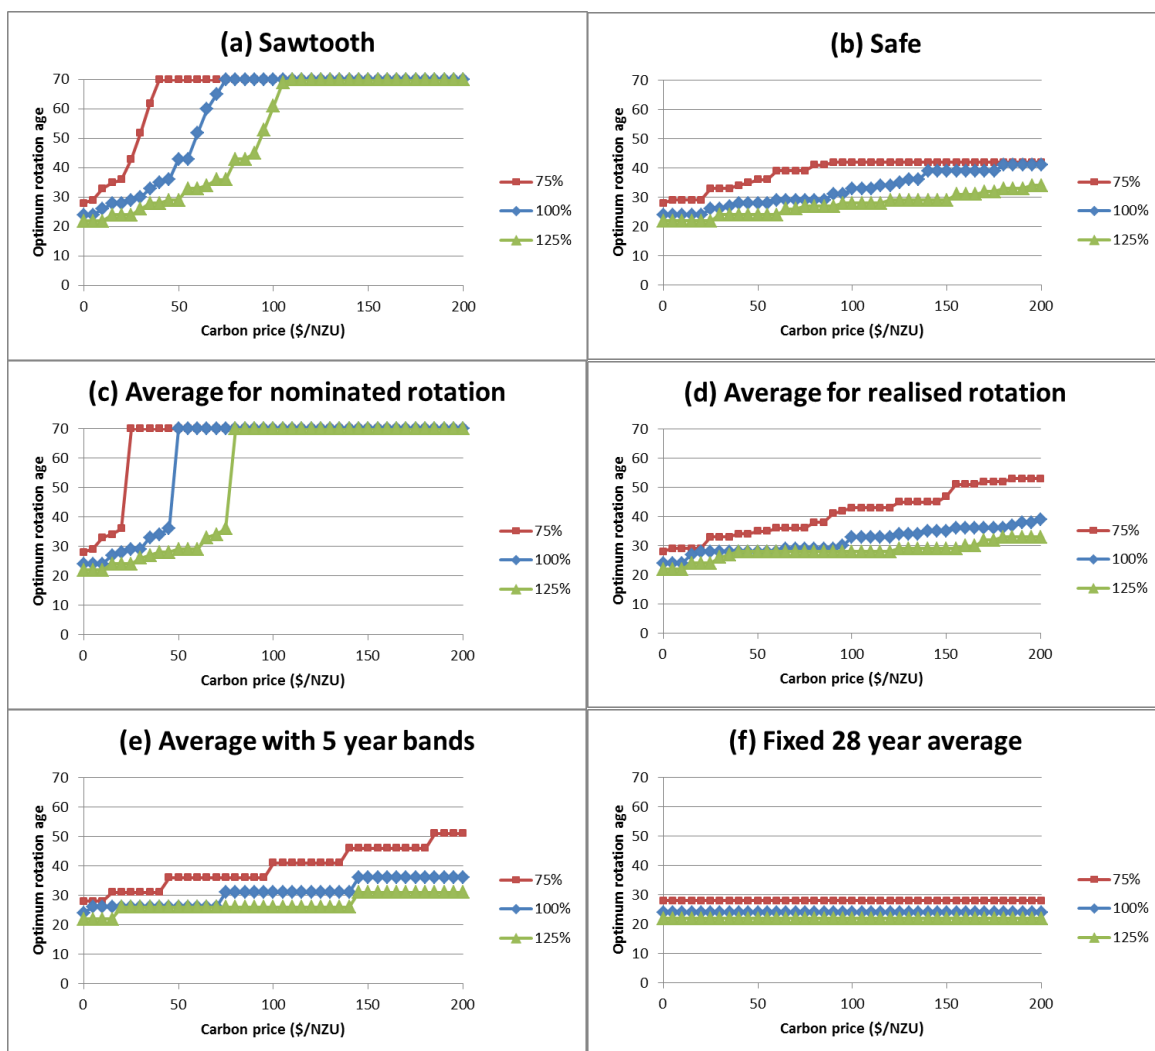 (a) Sawtooth
Optimum rotation age
70
60
50
40
30
20
10
0
0 50 100 150 200
Carbon price ($/NZU)
75%
100%
125%
(b) Safe
Optimum rotation age
70
60
50
40
30
20
10
0
0 50 100 150 200
Carbon price ($/NZU)
75%
100%
125%
(c) Average for nominated rotation
Optimum rotation age
70
60
50
40
30
20
10
0
0 50 100 150 200
Carbon price ($/NZU)
75%
100%
125%
(d) Average for realised rotation
Optimum rotation age
70
60
50
40
30
20
10
0
0 50 100 150 200
Carbon price ($/NZU)
75%
100%
125%
(e) Average with 5 year bands
Optimum rotation age
70
60
50
40
30
20
10
0
0 50 100 150 200
Carbon price ($/NZU)
75%
100%
125%
(f) Fixed 28 year average
Optimum rotation age
70
60
50
40
30
20
10
0
0 50 100 150 200
Carbon price ($/NZU)
75%
100%
125%